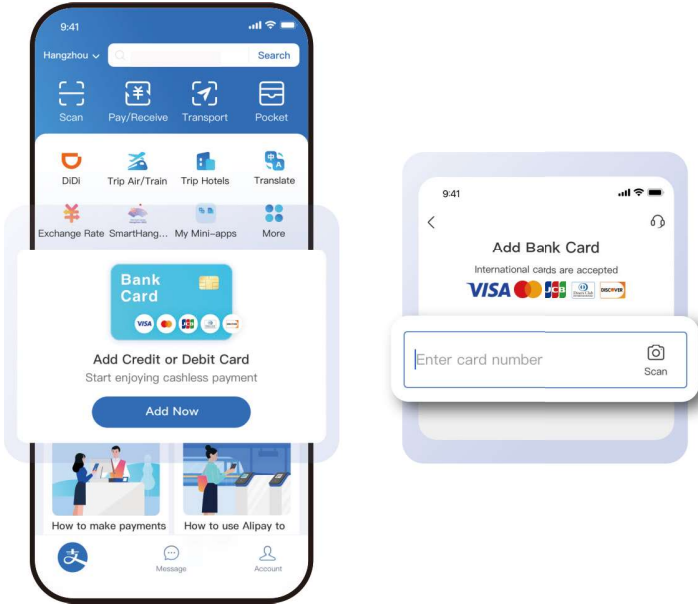 9:41
Hangzhou
Search
Scan
Pay/Receive
Transport
Pocket
DiDi
Trip Air/Train
Trip Hotels
Translate
Exchange Rate
SmartHang...
My Mini-apps
More
Bank
Card
VISA
JCB
Add Credit or Debit Card
Start enjoying cashless payment
Add Now
How to make payments
How to use Alipay to
支
Message
Account
9:41
Add Bank Card
International cards are accepted
VISA
JCB
DISCOVER
Enter card number
Scan